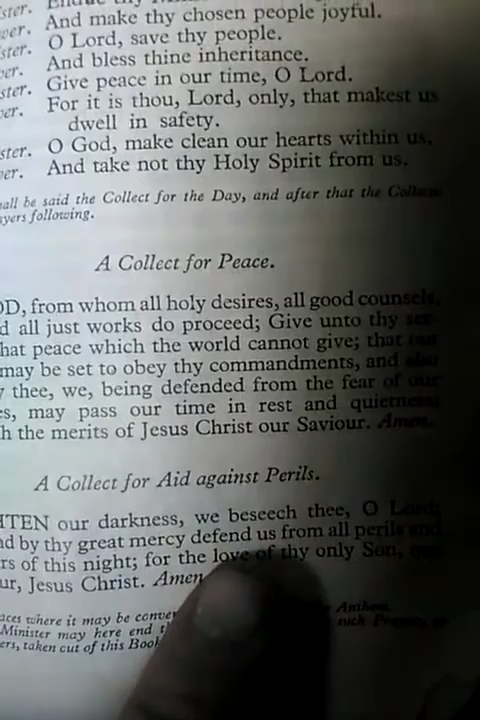 And make thy chosen people joyful.
ster. O Lord, save thy people.
And bless thine inheritance.
ster. Give peace in our time, O Lord.
ver. For it is thou, Lord, only, that makest us
dwell in safety.
ster. O God, make clean our hearts within us.
ver. And take not thy Holy Spirit from us.
all be said the Collect for the Day, and after that the
ayers following.
A Collect for Peace.
OD, from whom all holy desires, all good counsels,
d all just works do proceed; Give unto thy
hat peace which the world cannot give; that
may be set to obey thy commandments, and also
thee, we, being defended from the fear of our
s, may pass our time in rest and quietness;
h the merits of Jesus Christ our Saviour. Amen.
A Collect for Aid against Perils.
TEN our darkness, we beseech thee, O Lord;
nd by thy great mercy defend us from all perils and
rs of this night; for the love of thy only Son, our
ur, Jesus Christ. Amen
aces where it may be conve Anthem.
Minister may here end t
ers, taken out of this Book